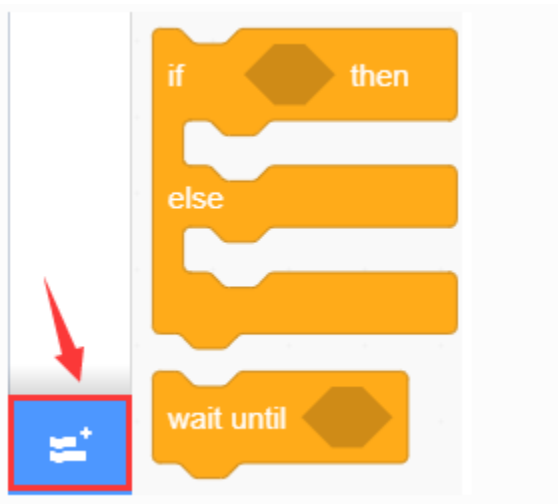 if then
else
wait until